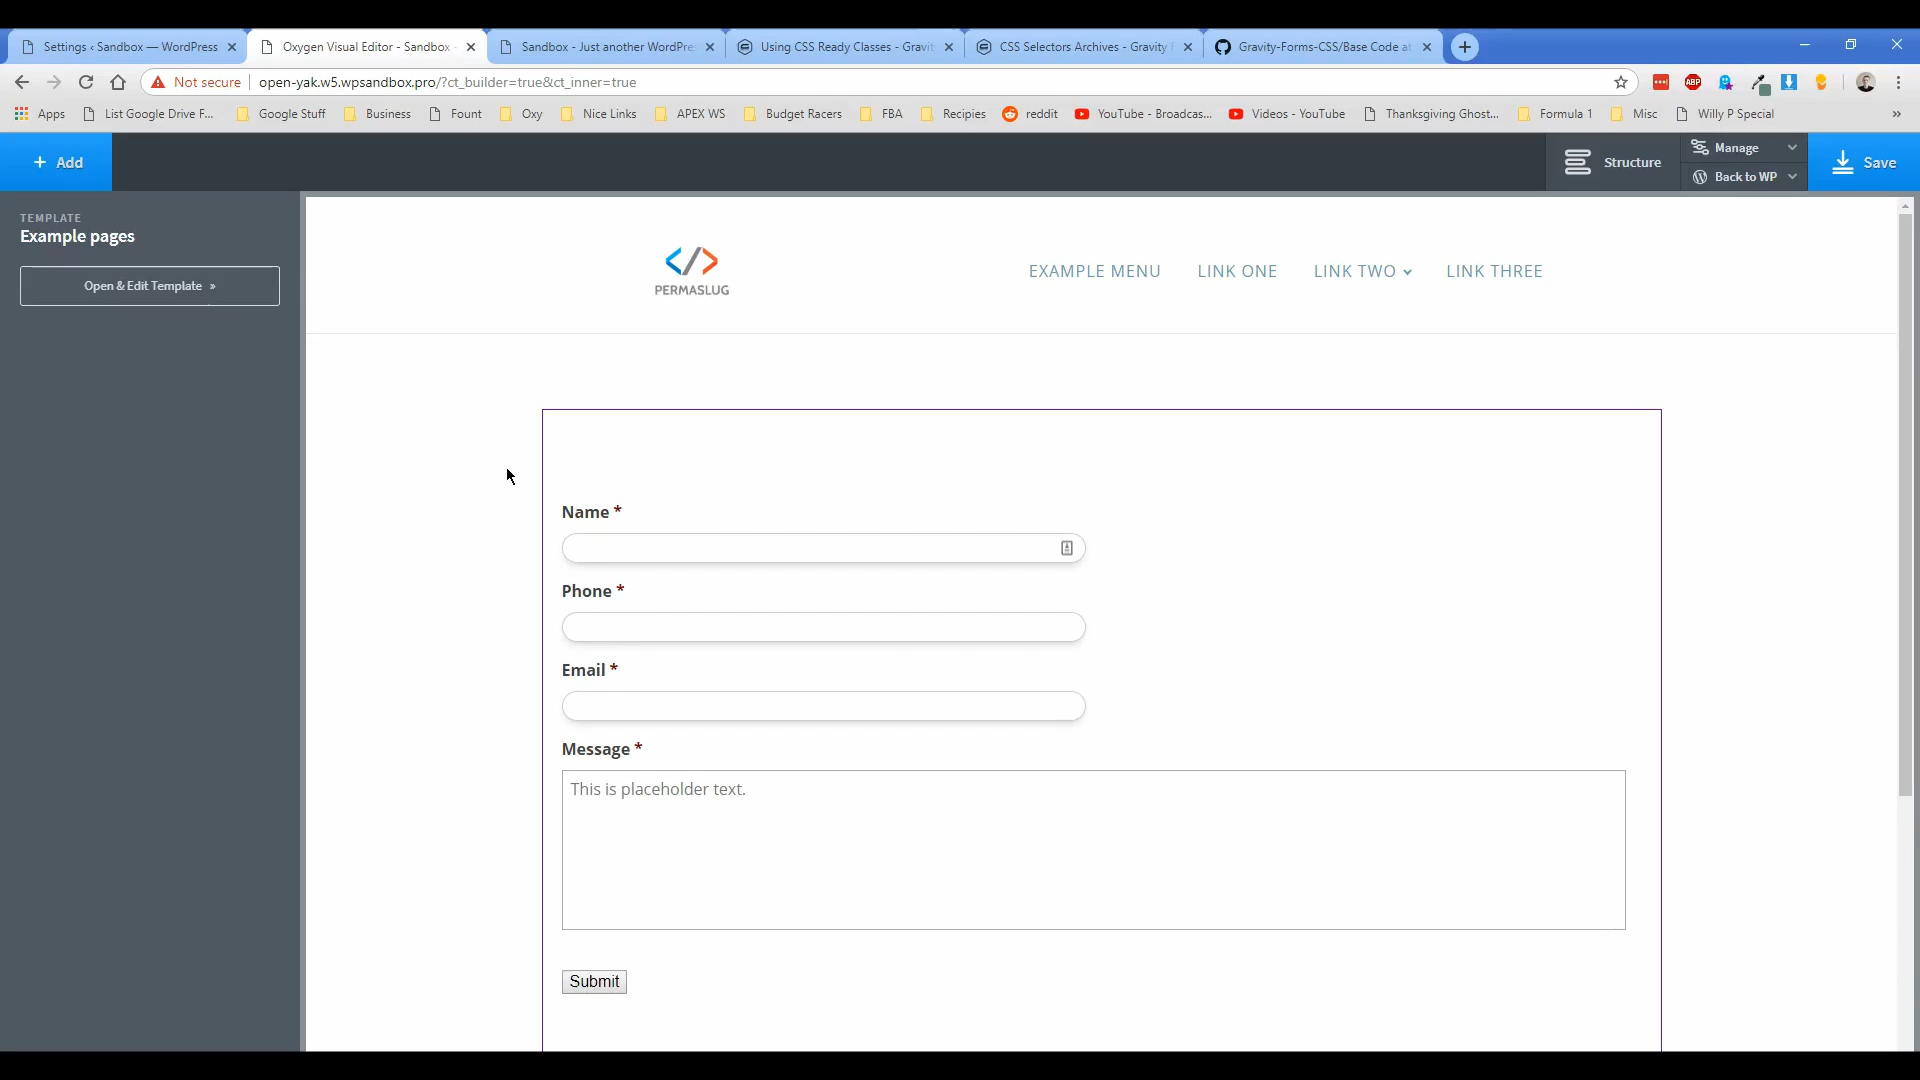 Settings ‹ Sandbox — WordPress
Oxygen Visual Editor - Sandbox -
Sandbox - Just another WordPre
Using CSS Ready Classes - Gravit
CSS Selectors Archives - Gravity F
Gravity-Forms-CSS/Base Code at
Not secure
open-yak.w5.wpsandbox.pro/?ct_builder=true&ct_inner=true
ABP
Apps
List Google Drive F...
Google Stuff
Business
Fount
Oxy
Nice Links
APEX WS
Budget Racers
FBA
Recipies
reddit
YouTube - Broadcas...
Videos - YouTube
Thanksgiving Ghost...
Formula 1
Misc
Willy P Special
»
+ Add
Structure
Manage
Back to WP
Save
TEMPLATE
Example pages
Open & Edit Template »
PERMASLUG
EXAMPLE MENU
LINK ONE
LINK TWO
LINK THREE
Name *
Phone *
Email *
Message *
This is placeholder text.
Submit